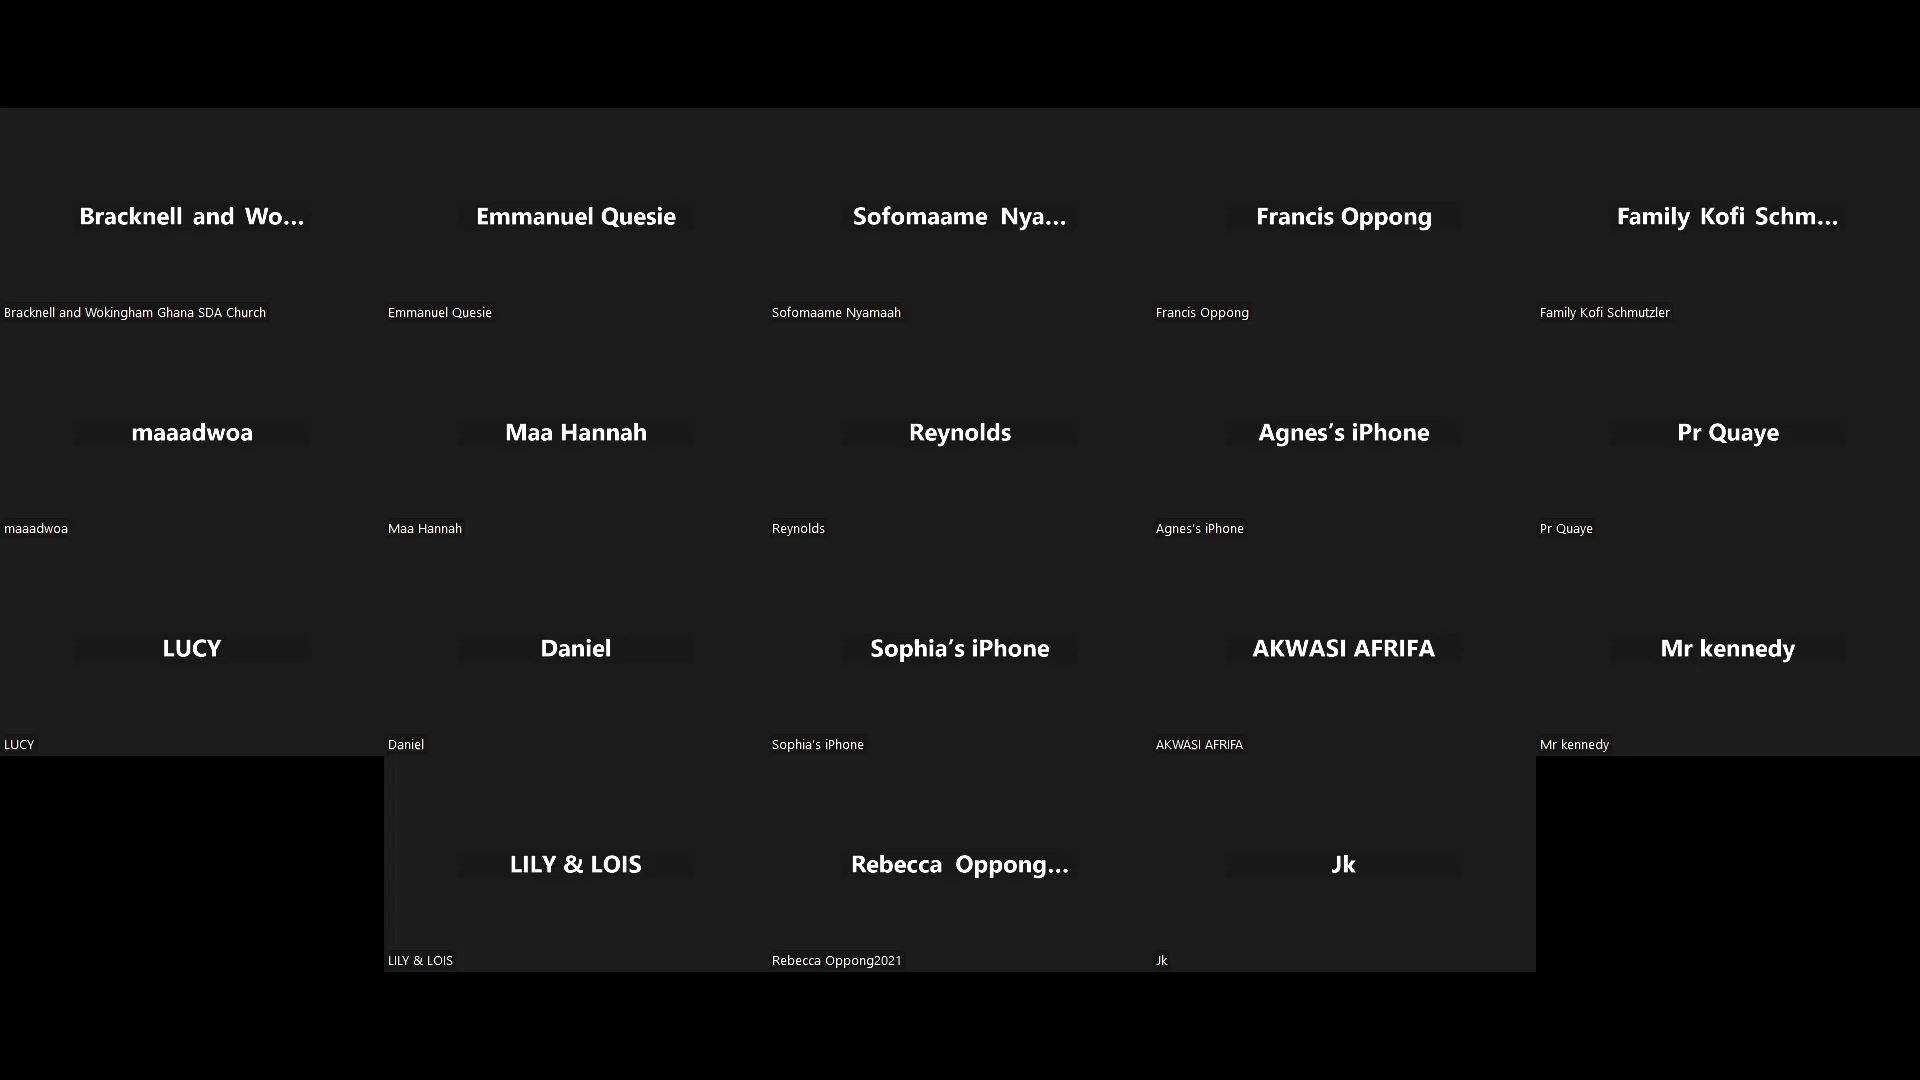 Bracknell and Wo...
Emmanuel Quesie
Sofomaame Nya...
Francis Oppong
Family Kofi Schm...
Bracknell and Wokingham Ghana SDA Church
Emmanuel Quesie
Sofomaame Nyamaah
Francis Oppong
Family Kofi Schmutzler
maaadwoa
Maa Hannah
Reynolds
Agnes’s iPhone
Pr Quaye
maaadwoa
Maa Hannah
Reynolds
Agnes’s iPhone
Pr Quaye
LUCY
Daniel
Sophia’s iPhone
AKWASI AFRIFA
Mr kennedy
LUCY
Daniel
Sophia’s iPhone
AKWASI AFRIFA
Mr kennedy
LILY & LOIS
Rebecca Oppong...
Jk
LILY & LOIS
Rebecca Oppong2021
Jk